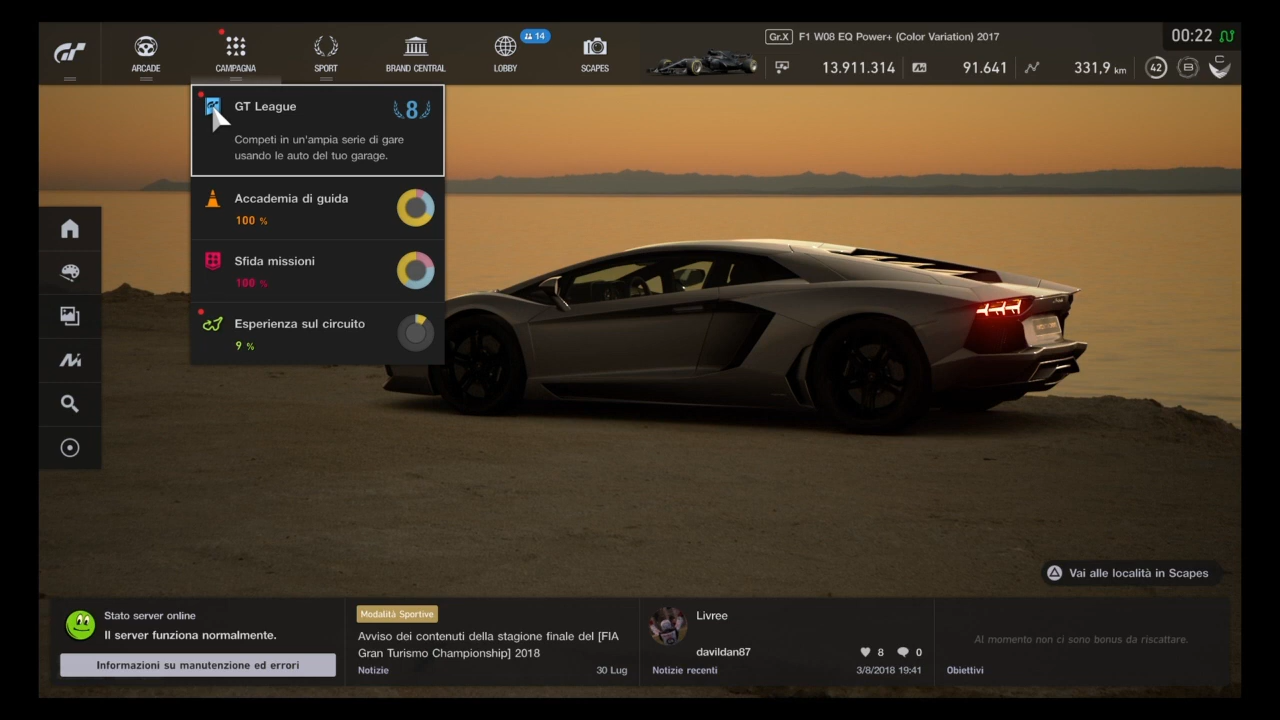 ARCADE
CAMPAGNA
SPORT
BRAND CENTRAL
14
LOBBY
SCAPES
Gr.X F1 W08 EQ Power+ (Color Variation) 2017
00:22
13.911.314
91.641
331,9 km
42
B
C
GT League
8
Competi in un'ampia serie di gare
usando le auto del tuo garage.
Accademia di guida
100 %
Sfida missioni
100 %
Esperienza sul circuito
9 %
Vai alle località in Scapes
Stato server online
Il server funziona normalmente.
Informazioni su manutenzione ed errori
Modalità Sportive
Avviso dei contenuti della stagione finale del [FIA
Gran Turismo Championship] 2018
Notizie
30 Lug
Livree
davildan87
8
0
Notizie recenti
3/8/2018 19:41
Al momento non ci sono bonus da riscattare.
Obiettivi